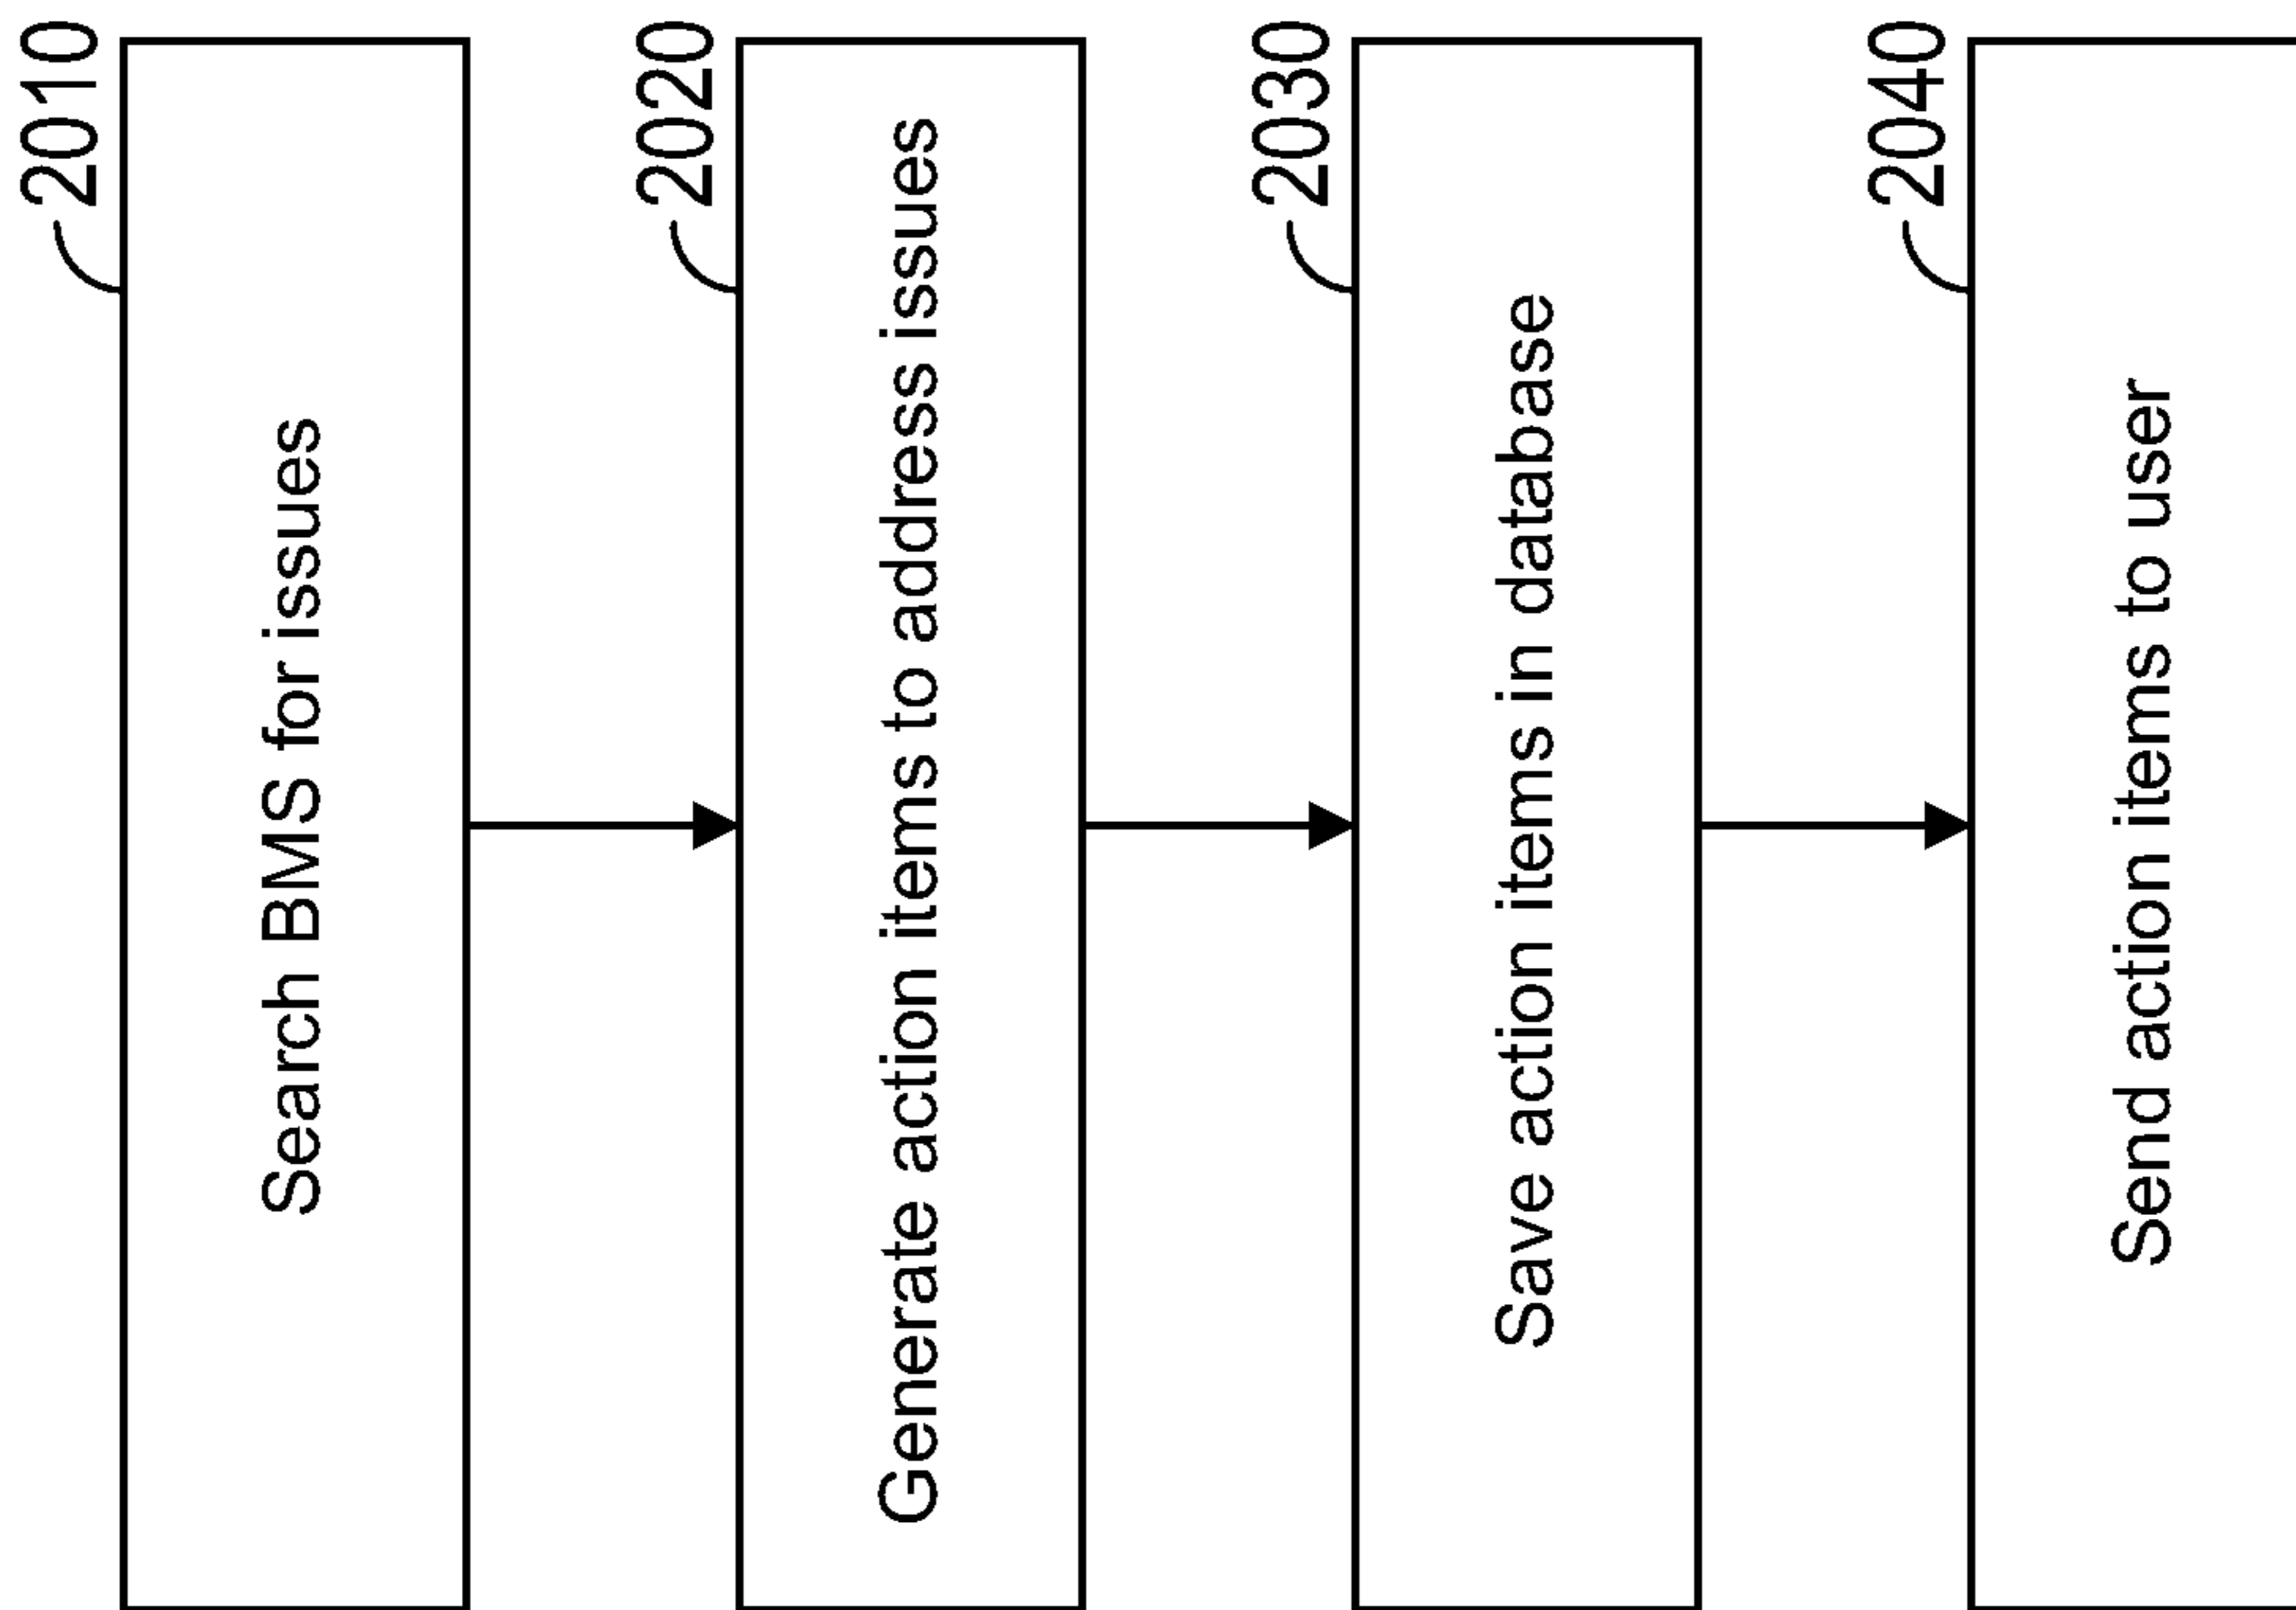 2010
Search BMS for issues
2020
Generate action items to address issues
2030
Save action items in database
2040
Send action items to user